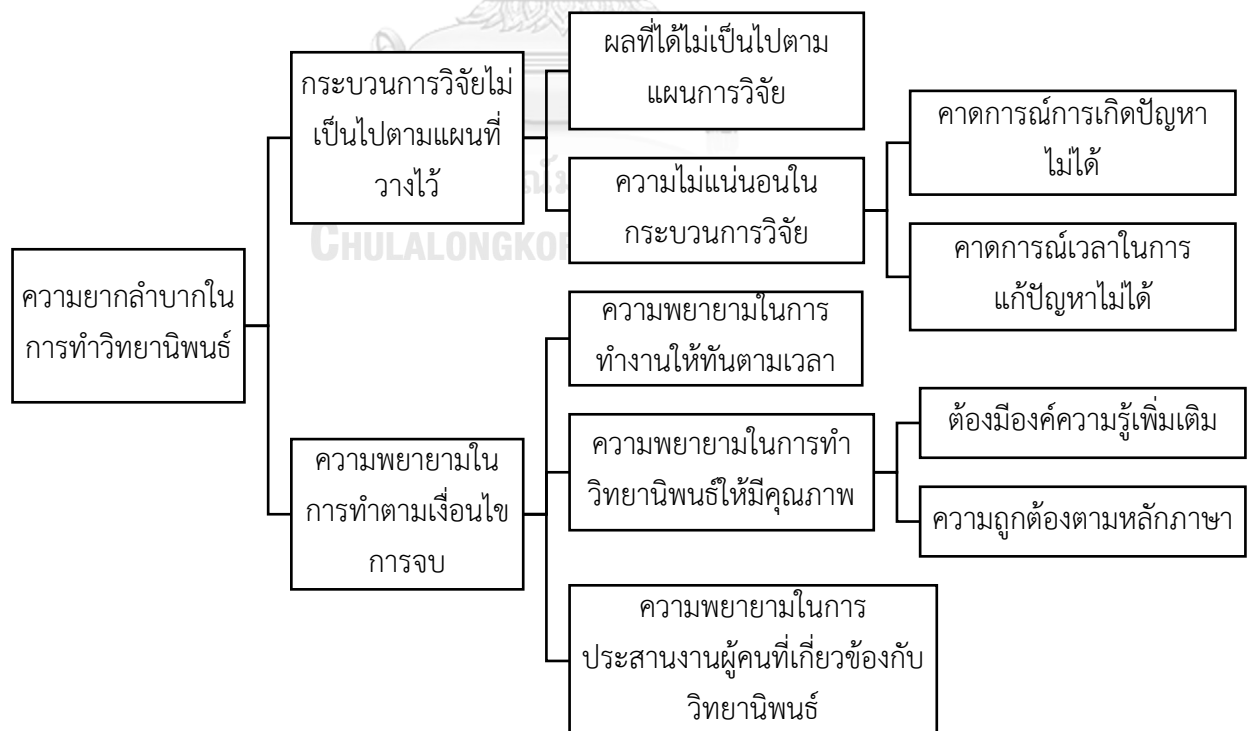 ความยากลำบากใน
การทำวิทยานิพนธ์
กระบวนการวิจัยไม่
เป็นไปตามแผนที่
วางไว้
ผลที่ได้ไม่เป็นไปตาม
แผนการวิจัย
ความไม่แน่นอนใน
กระบวนการวิจัย
คาดการณ์การเกิดปัญหา
ไม่ได้
คาดการณ์เวลาในการ
แก้ปัญหาไม่ได้
ความพยายามใน
การทำตามเงื่อนไข
การจบ
ความพยายามในการ
ทำงานให้ทันตามเวลา
ความพยายามในการทำ
วิทยานิพนธ์ให้มีคุณภาพ
ต้องมีองค์ความรู้เพิ่มเติม
ความถูกต้องตามหลักภาษา
ความพยายามในการ
ประสานงานผู้คนที่เกี่ยวข้องกับ
วิทยานิพนธ์